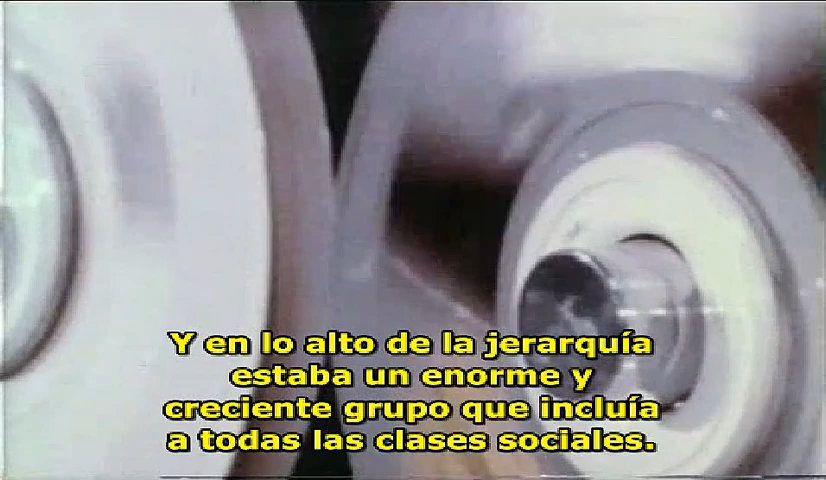 Y en lo alto de la jerarquía
estaba un enorme y
creciente grupo que incluía
a todas las clases sociales.